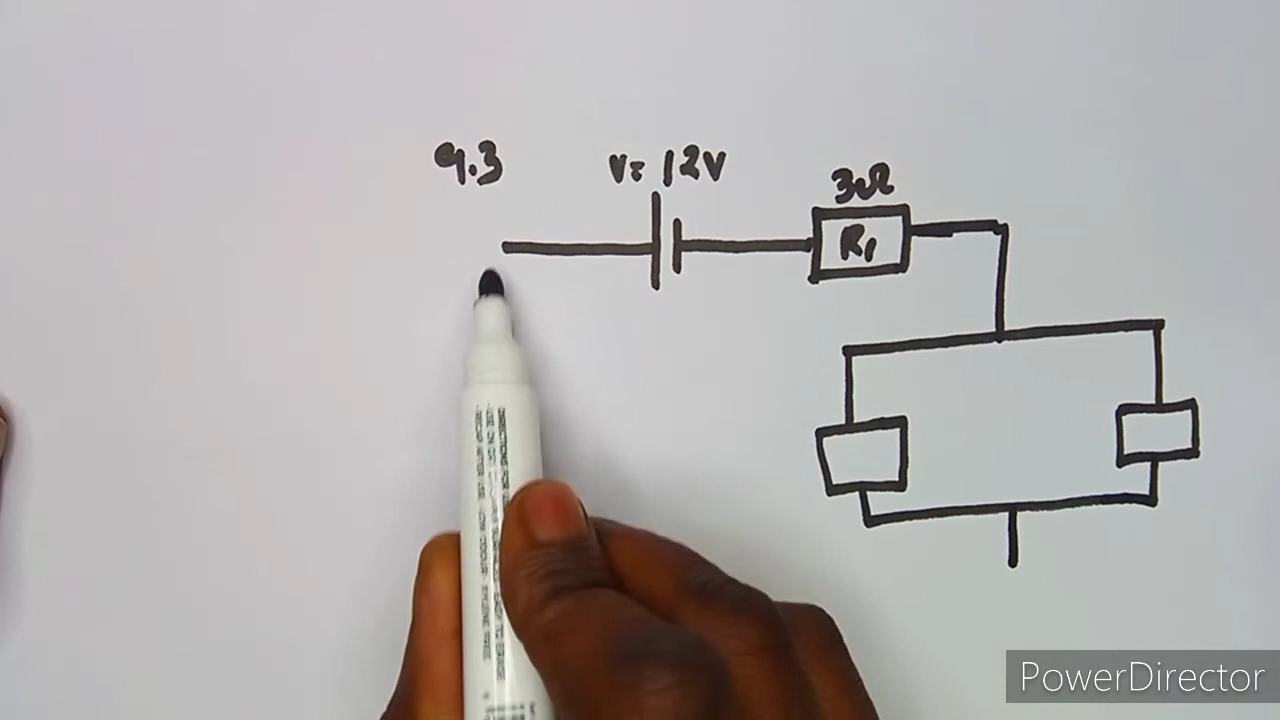 9.3
V= 12V
3Ω
R1
PowerDirector